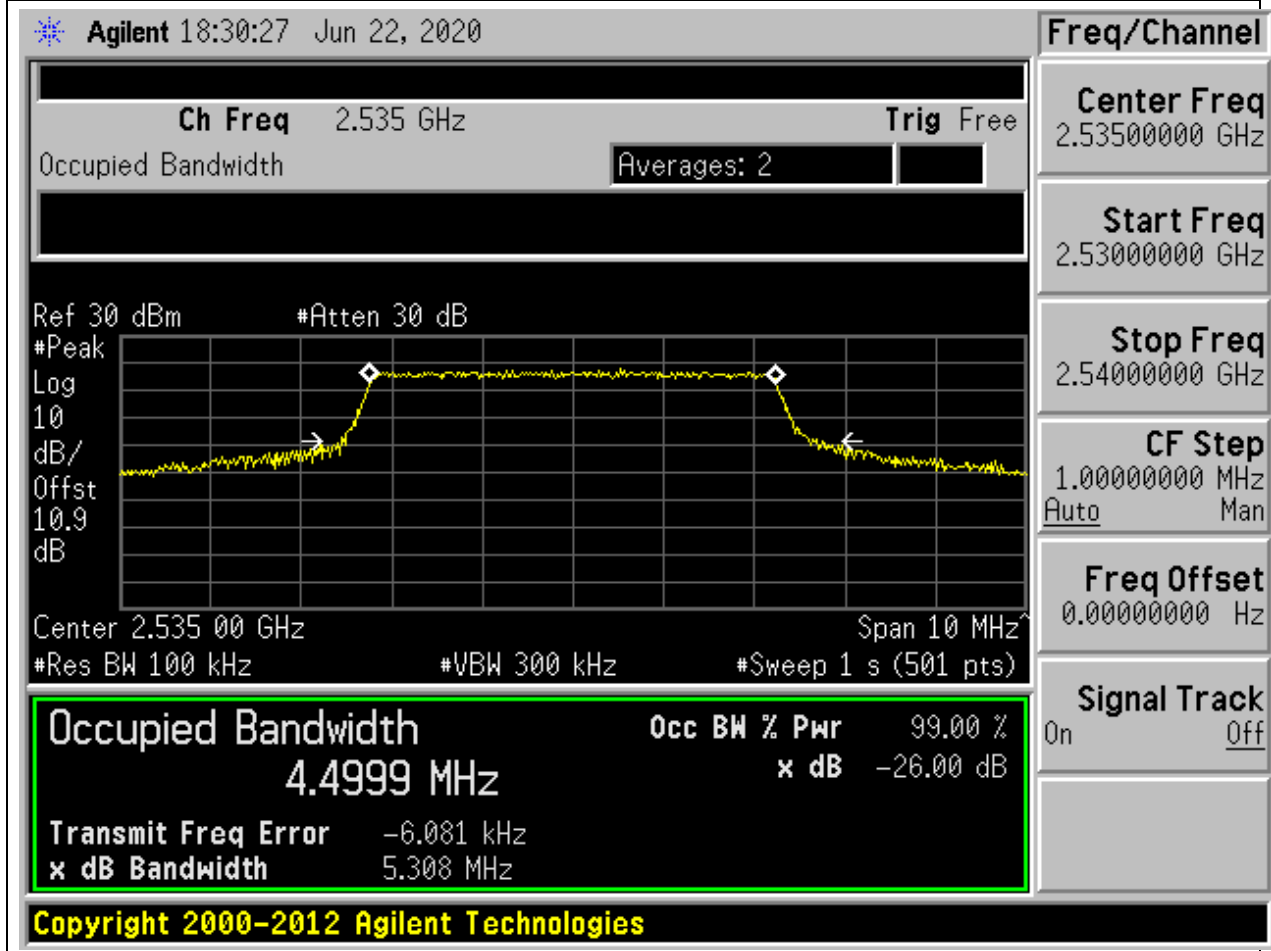 Agilent 18:30:27 Jun 22, 2020
Freq/Channel
Ch Freq 2.535 GHz Trig Free
Occupied Bandwidth Averages: 2
Center Freq
2.53500000 GHz
Start Freq
2.53000000 GHz
Stop Freq
2.54000000 GHz
CF Step
1.00000000 MHz
Auto Man
Freq Offset
0.00000000 Hz
Signal Track
On Off
Ref 30 dBm #Atten 30 dB
#Peak
Log
10
dB/
Offst
10.9
dB
Center 2.535 00 GHz Span 10 MHz^
#Res BW 100 kHz #VBW 300 kHz #Sweep 1 s (501 pts)
Occupied Bandwidth Occ BW % Pwr 99.00 %
4.4999 MHz x dB -26.00 dB
Transmit Freq Error -6.081 kHz
x dB Bandwidth 5.308 MHz
Copyright 2000-2012 Agilent Technologies